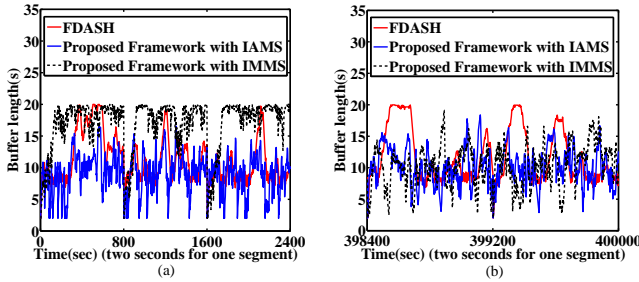 35
30
25
20
15
10
5
0
Buffer length(s)
FDASH
Proposed Framework with IAMS
Proposed Framework with IMMS
0 800 1600 2400
Time(sec) (two seconds for one segment)
(a)
35
30
25
20
15
10
5
0
Buffer length(s)
FDASH
Proposed Framework with IAMS
Proposed Framework with IMMS
398400 399200 400000
Time(sec) (two seconds for one segment)
(b)